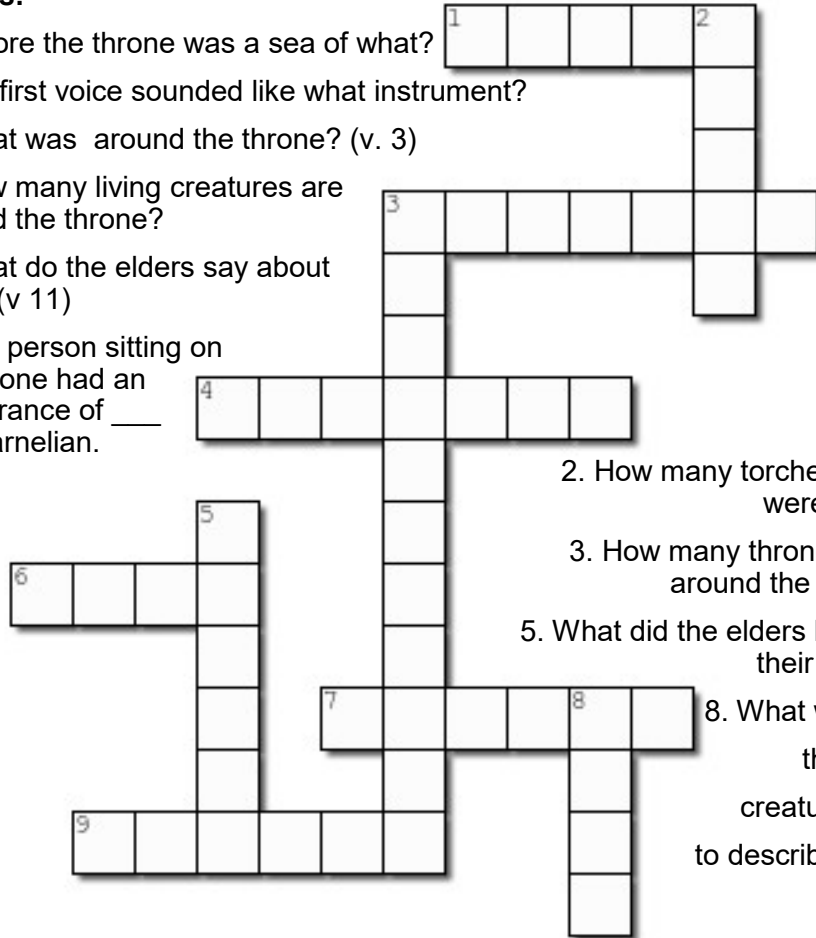 1 2
ore the throne was a sea of what?
first voice sounded like what instrument?
at was around the throne? (v. 3)
w many living creatures are
d the throne?
3
at do the elders say about
(v 11)
person sitting on
one had an
rance of ___
arnelian.
4
2. How many torche
were
5
3. How many thron
around the
6
5. What did the elders
their
7 8
8. What
th
creatu
to describ
9